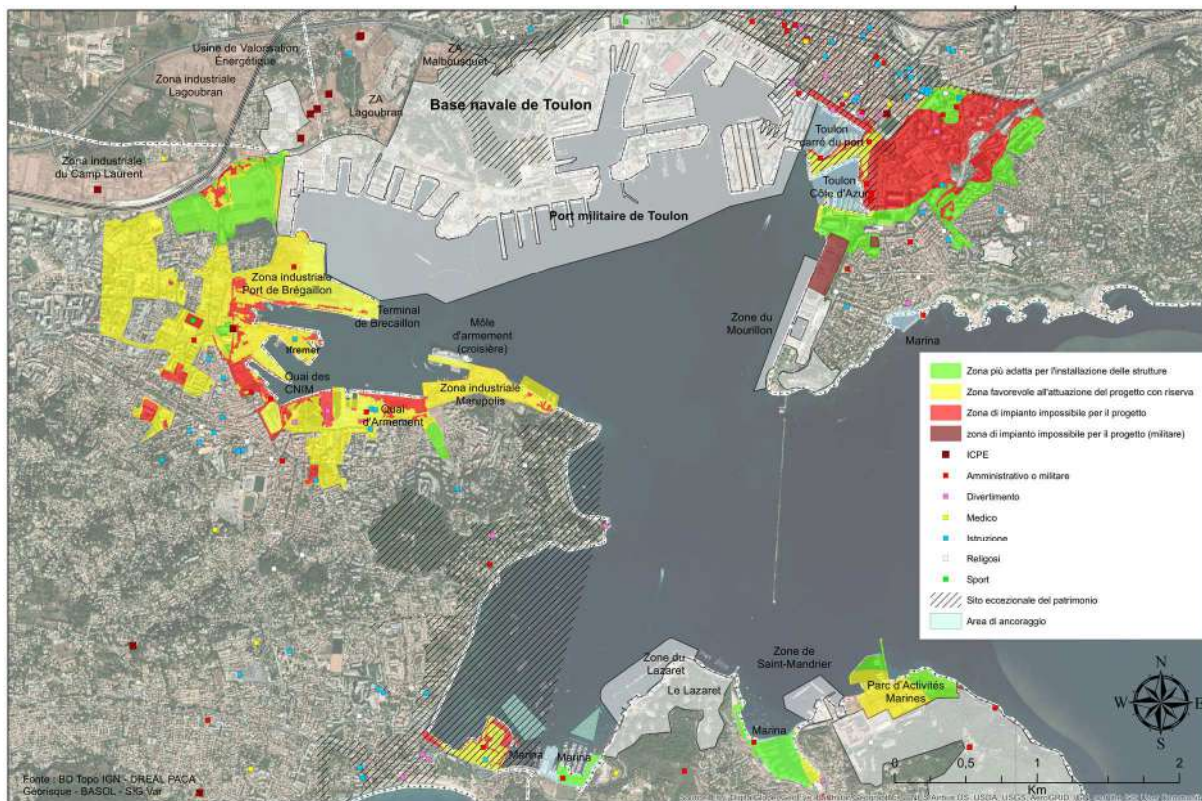 Usine de Valorisation
Énergétique
Zona industriale
Lagoubran
ZA
Malbousquet
ZA
Lagoubran
Base navale de Toulon
Zona industriale
du Camp Laurent
Port militaire de Toulon
Toulon
carré du port
Toulon
Côte d'Azur
Zona industriale
Port de Brégaillon
Terminal
de Brecaillon
Ifremer
Quai des
CNIM
Môle
d'armement
(croisière)
Zona industriale
Marepolis
Quai
d'Armement
Zone du
Mourillon
Marina
Zona più adatta per l'installazione delle strutture
Zona favorevole all'attuazione del progetto con riserva
Zona di impianto impossibile per il progetto
zona di impianto impossibile per il progetto (militare)
ICPE
Amministrativo o militare
Divertimento
Medico
Istruzione
Religosi
Sport
Sito eccezionale del patrimonio
Area di ancoraggio
Zone du
Lazaret
Le Lazaret
Zone de
Saint-Mandrier
Parc d'Activités
Marines
Marina
Marina
Marina
N
W E
S
0 0,5 1 2
Km
Fonte : BD Topo IGN - DREAL PACA
Géorisque - BASOL - SIG Var